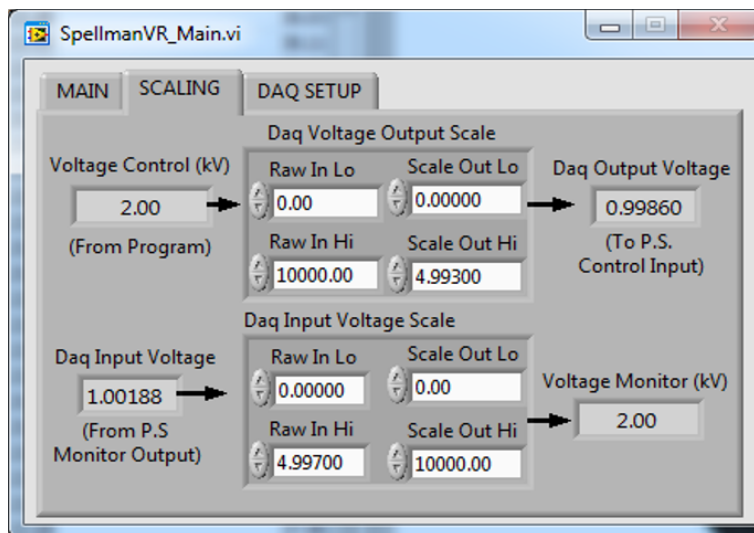 SpellmanVR_Main.vi
MAIN SCALING DAQ SETUP
Daq Voltage Output Scale
Voltage Control (kV) Raw In Lo Scale Out Lo Daq Output Voltage
2.00 0.00 0.00000 0.99860
(From Program) Raw In Hi Scale Out Hi (To P.S.
10000.00 4.99300 Control Input)
Daq Input Voltage Scale
Daq Input Voltage Raw In Lo Scale Out Lo Voltage Monitor (kV)
1.00188 0.00000 0.00 2.00
(From P.S Raw In Hi Scale Out Hi
Monitor Output) 4.99700 10000.00